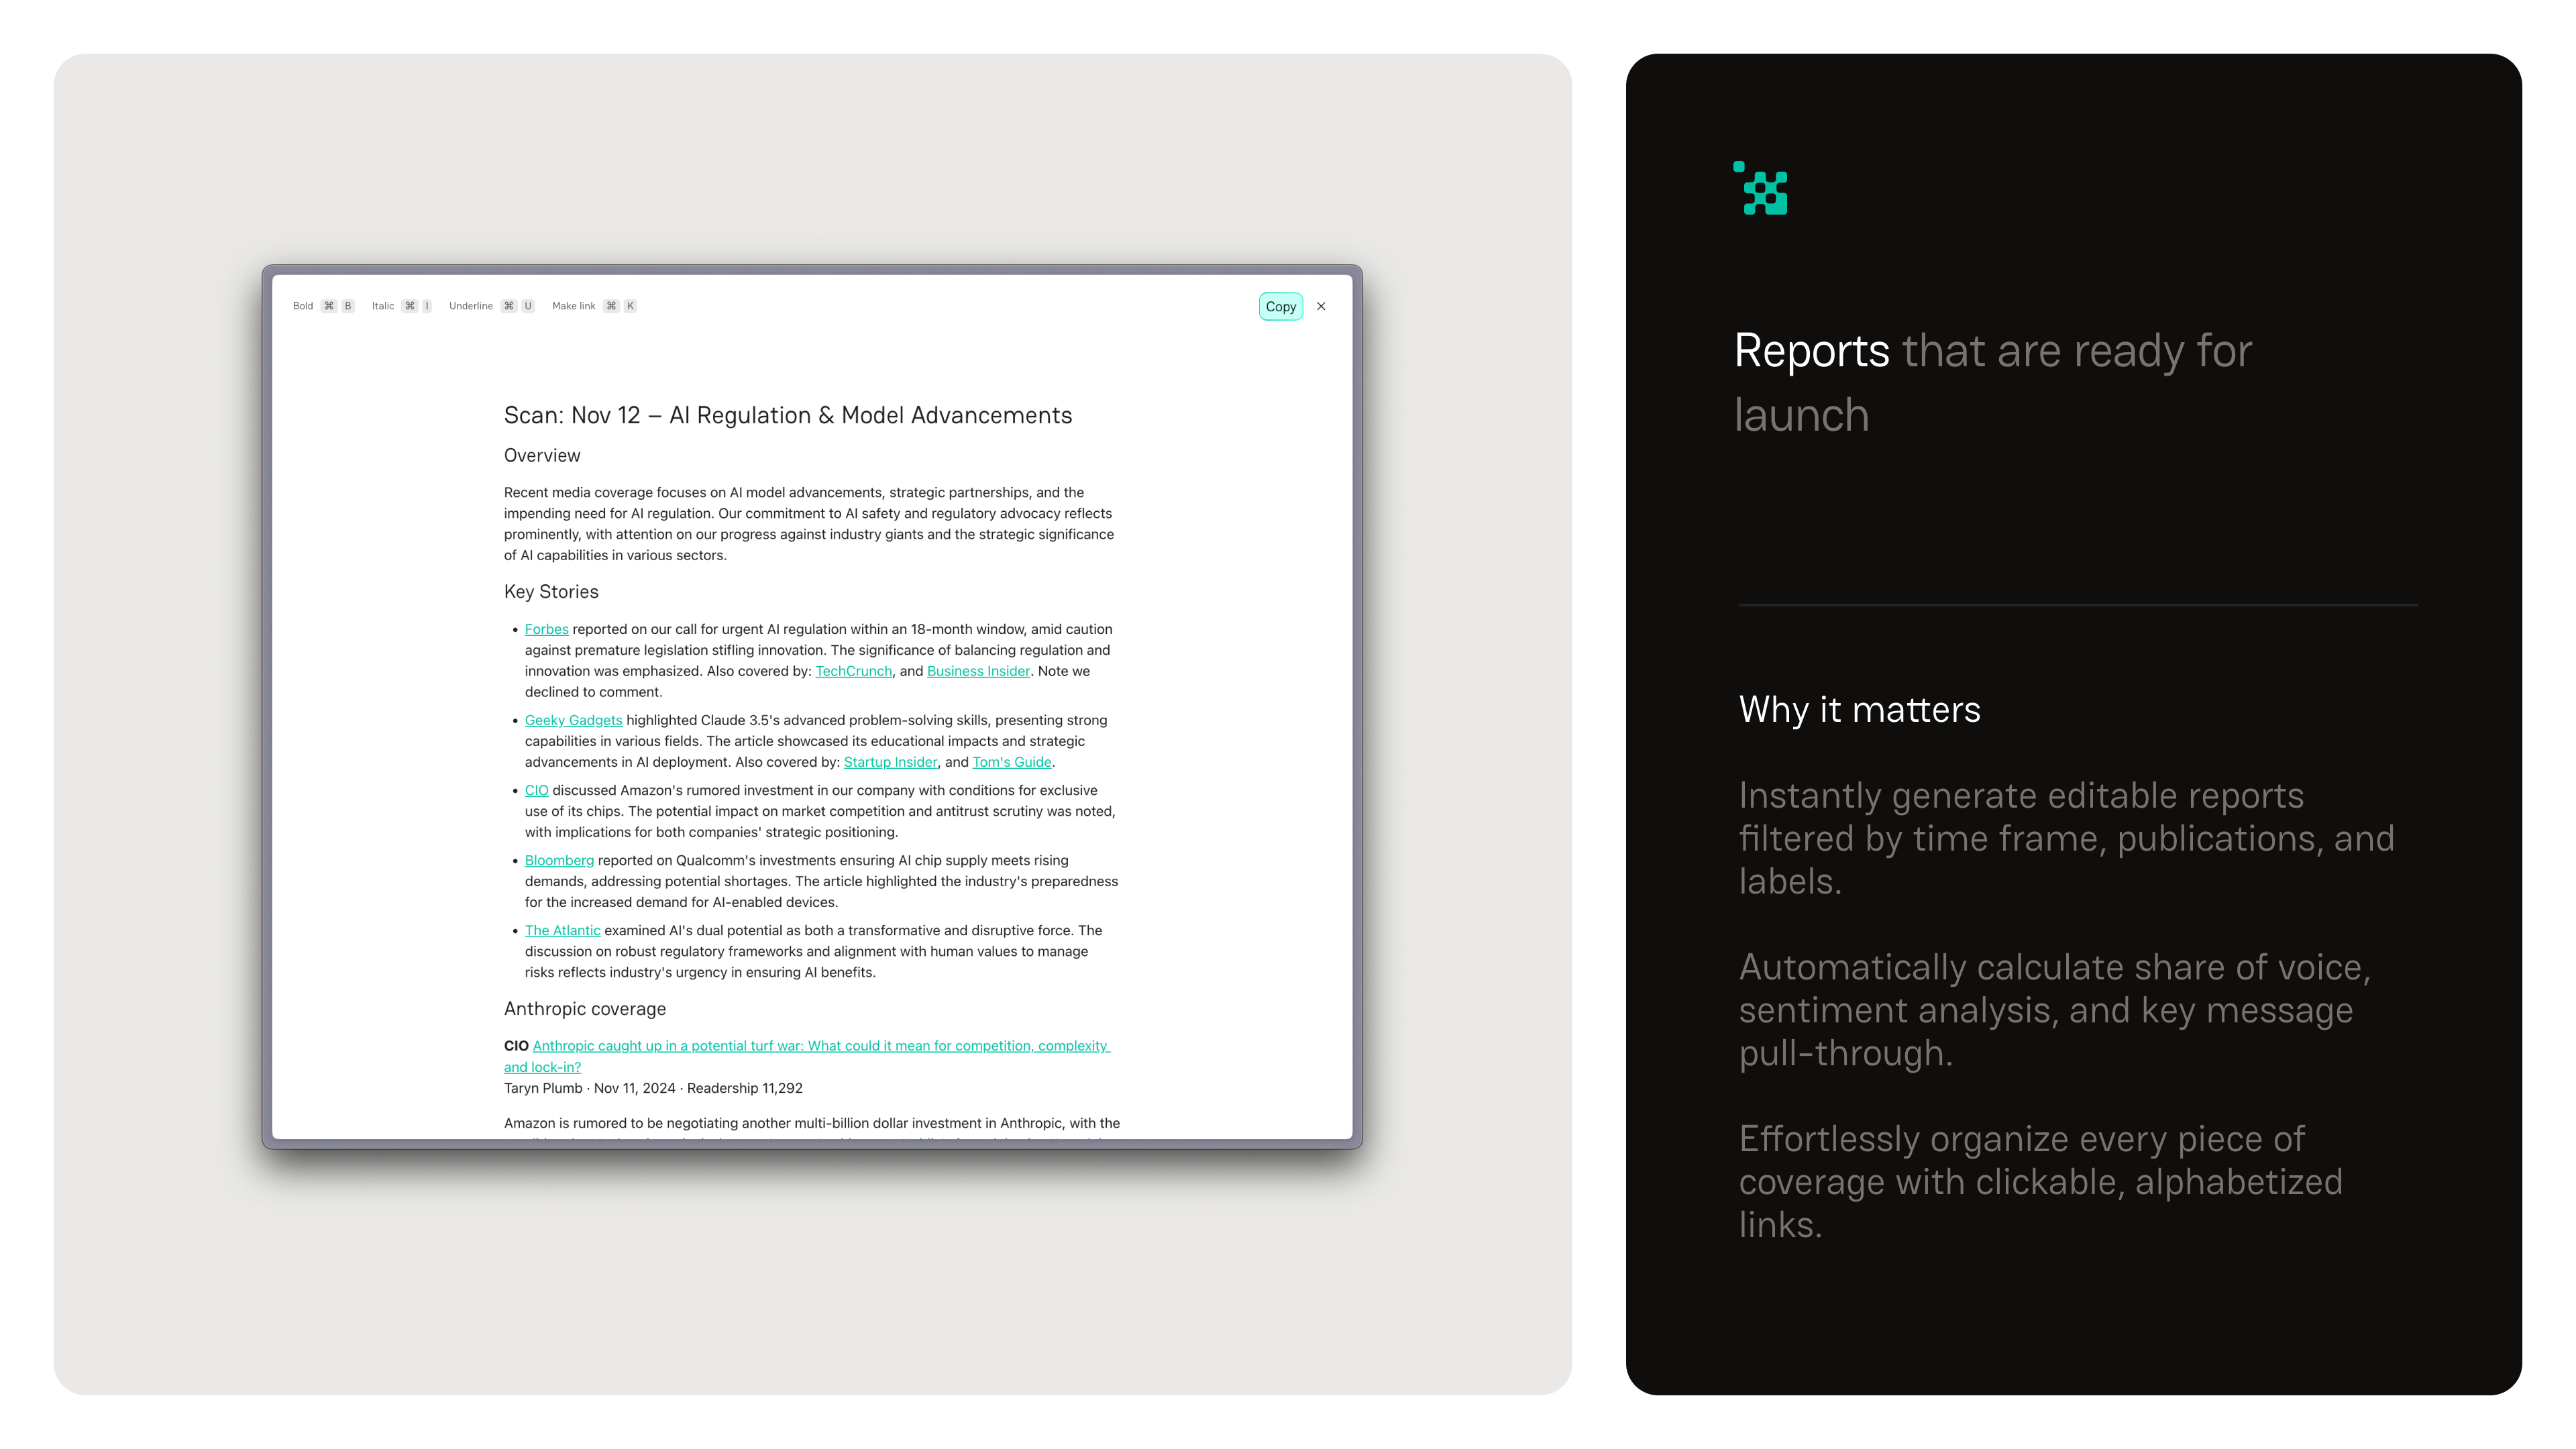 Bold ⌘ B Italic ⌘ I Underline ⌘ U Make link ⌘ K
Copy
Scan: Nov 12 – AI Regulation & Model Advancements
Overview
Recent media coverage focuses on AI model advancements, strategic partnerships, and the
impending need for AI regulation. Our commitment to AI safety and regulatory advocacy reflects
prominently, with attention on our progress against industry giants and the strategic significance
of AI capabilities in various sectors.
Key Stories
• Forbes reported on our call for urgent AI regulation within an 18-month window, amid caution
against premature legislation stifling innovation. The significance of balancing regulation and
innovation was emphasized. Also covered by: TechCrunch, and Business Insider. Note we
declined to comment.
• Geeky Gadgets highlighted Claude 3.5's advanced problem-solving skills, presenting strong
capabilities in various fields. The article showcased its educational impacts and strategic
advancements in AI deployment. Also covered by: Startup Insider, and Tom's Guide.
• CIO discussed Amazon's rumored investment in our company with conditions for exclusive
use of its chips. The potential impact on market competition and antitrust scrutiny was noted,
with implications for both companies' strategic positioning.
• Bloomberg reported on Qualcomm's investments ensuring AI chip supply meets rising
demands, addressing potential shortages. The article highlighted the industry's preparedness
for the increased demand for AI-enabled devices.
• The Atlantic examined AI's dual potential as both a transformative and disruptive force. The
discussion on robust regulatory frameworks and alignment with human values to manage
risks reflects industry's urgency in ensuring AI benefits.
Anthropic coverage
CIO Anthropic caught up in a potential turf war: What could it mean for competition, complexity
and lock-in?
Taryn Plumb · Nov 11, 2024 · Readership 11,292
Amazon is rumored to be negotiating another multi-billion dollar investment in Anthropic, with the
Reports that are ready for
launch
Why it matters
Instantly generate editable reports
filtered by time frame, publications, and
labels.
Automatically calculate share of voice,
sentiment analysis, and key message
pull-through.
Effortlessly organize every piece of
coverage with clickable, alphabetized
links.